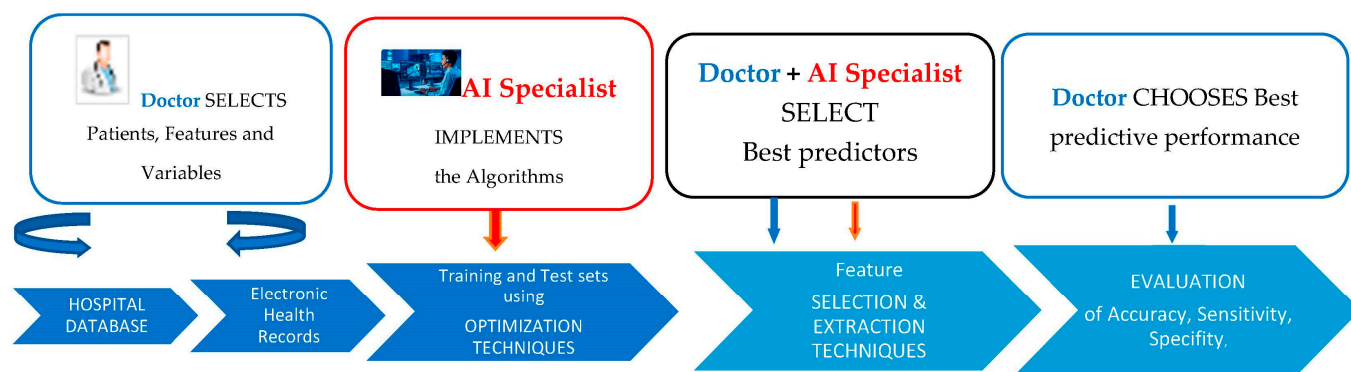 Doctor SELECTS
Patients, Features and
Variables
AI Specialist
IMPLEMENTS
the Algorithms
Doctor + AI Specialist
SELECT
Best predictors
Doctor CHOOSES Best
predictive performance
HOSPITAL
DATABASE
Electronic
Health
Records
Training and Test sets
using
OPTIMIZATION
TECHNIQUES
Feature
SELECTION &
EXTRACTION
TECHNIQUES
EVALUATION
of Accuracy, Sensitivity,
Specifity,